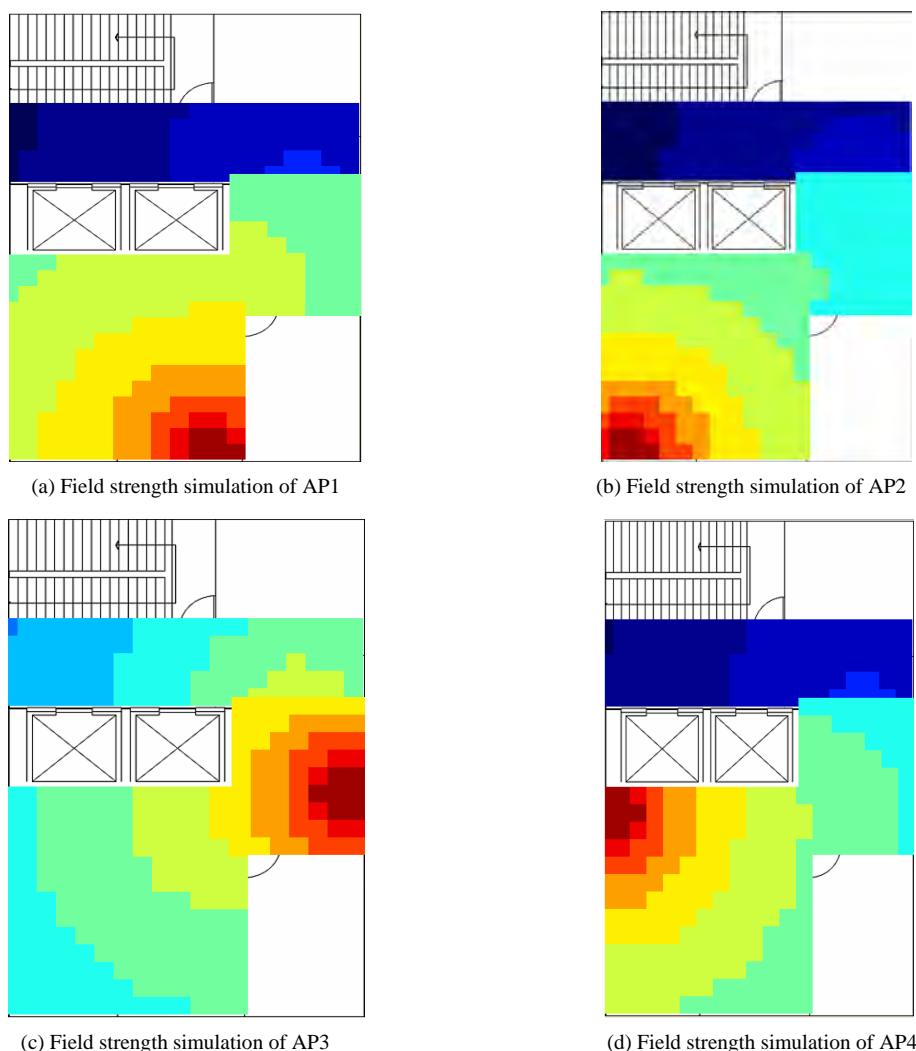 (a) Field strength simulation of AP1
(b) Field strength simulation of AP2
(c) Field strength simulation of AP3
(d) Field strength simulation of AP4